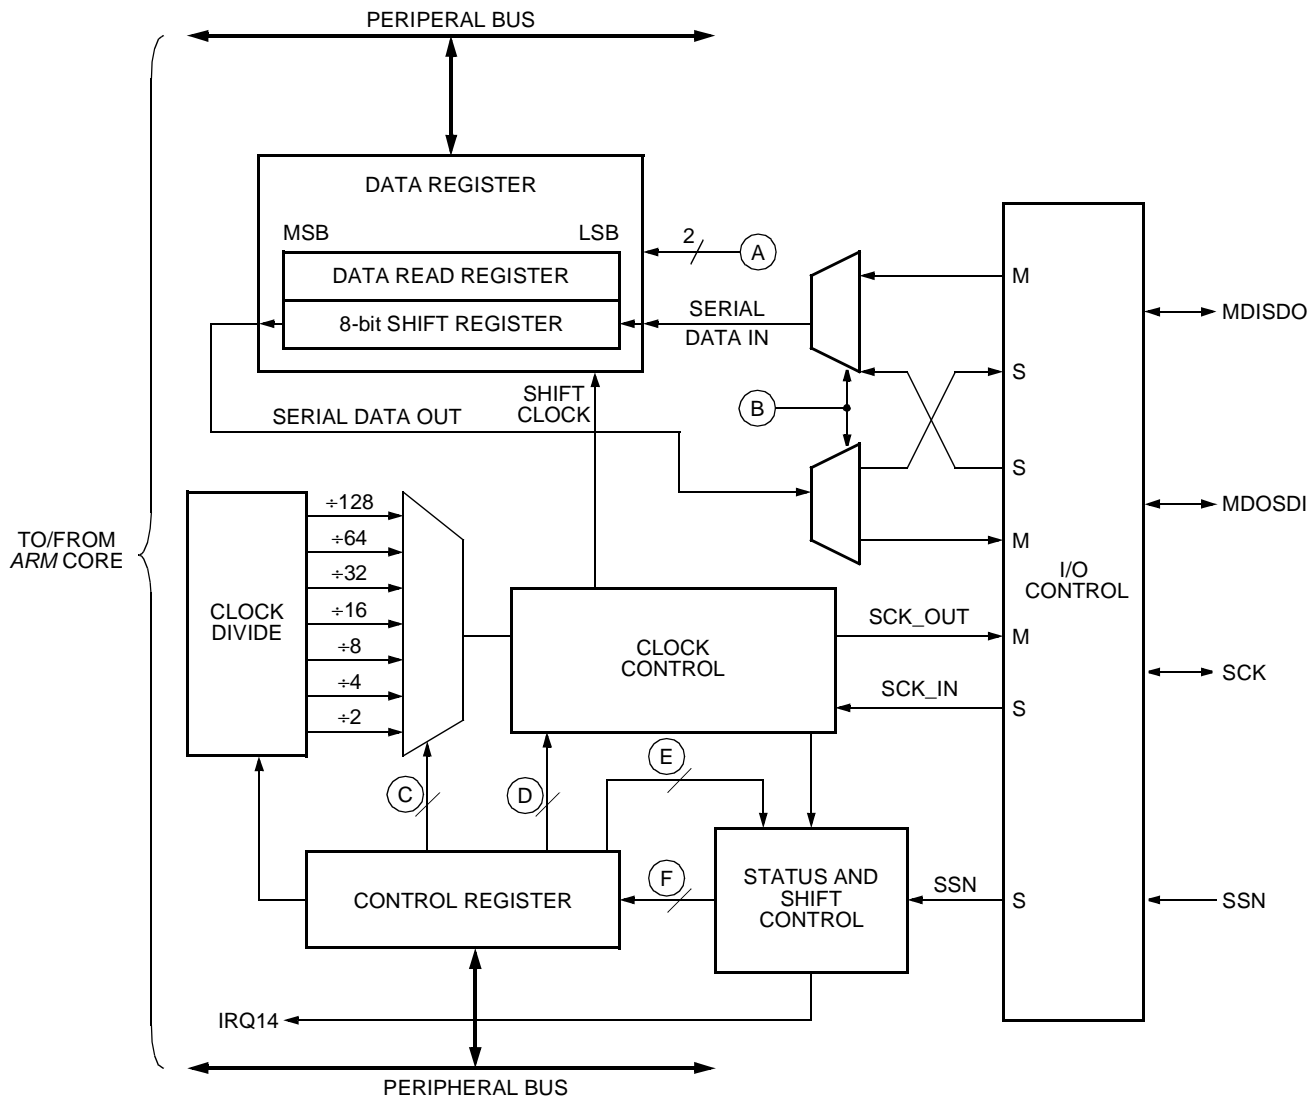 PERIPERAL BUS
DATA REGISTER
MSB
LSB
DATA READ REGISTER
8-bit SHIFT REGISTER
2
A
SERIAL
DATA IN
SHIFT
CLOCK
SERIAL DATA OUT
B
M
S
S
M
I/O
CONTROL
M
S
S
MDISDO
MDOSDI
SCK
SSN
TO/FROM
ARM CORE
CLOCK
DIVIDE
÷128
÷64
÷32
÷16
÷8
÷4
÷2
CLOCK
CONTROL
SCK_OUT
SCK_IN
C
D
E
F
CONTROL REGISTER
STATUS AND
SHIFT
CONTROL
SSN
IRQ14
PERIPHERAL BUS